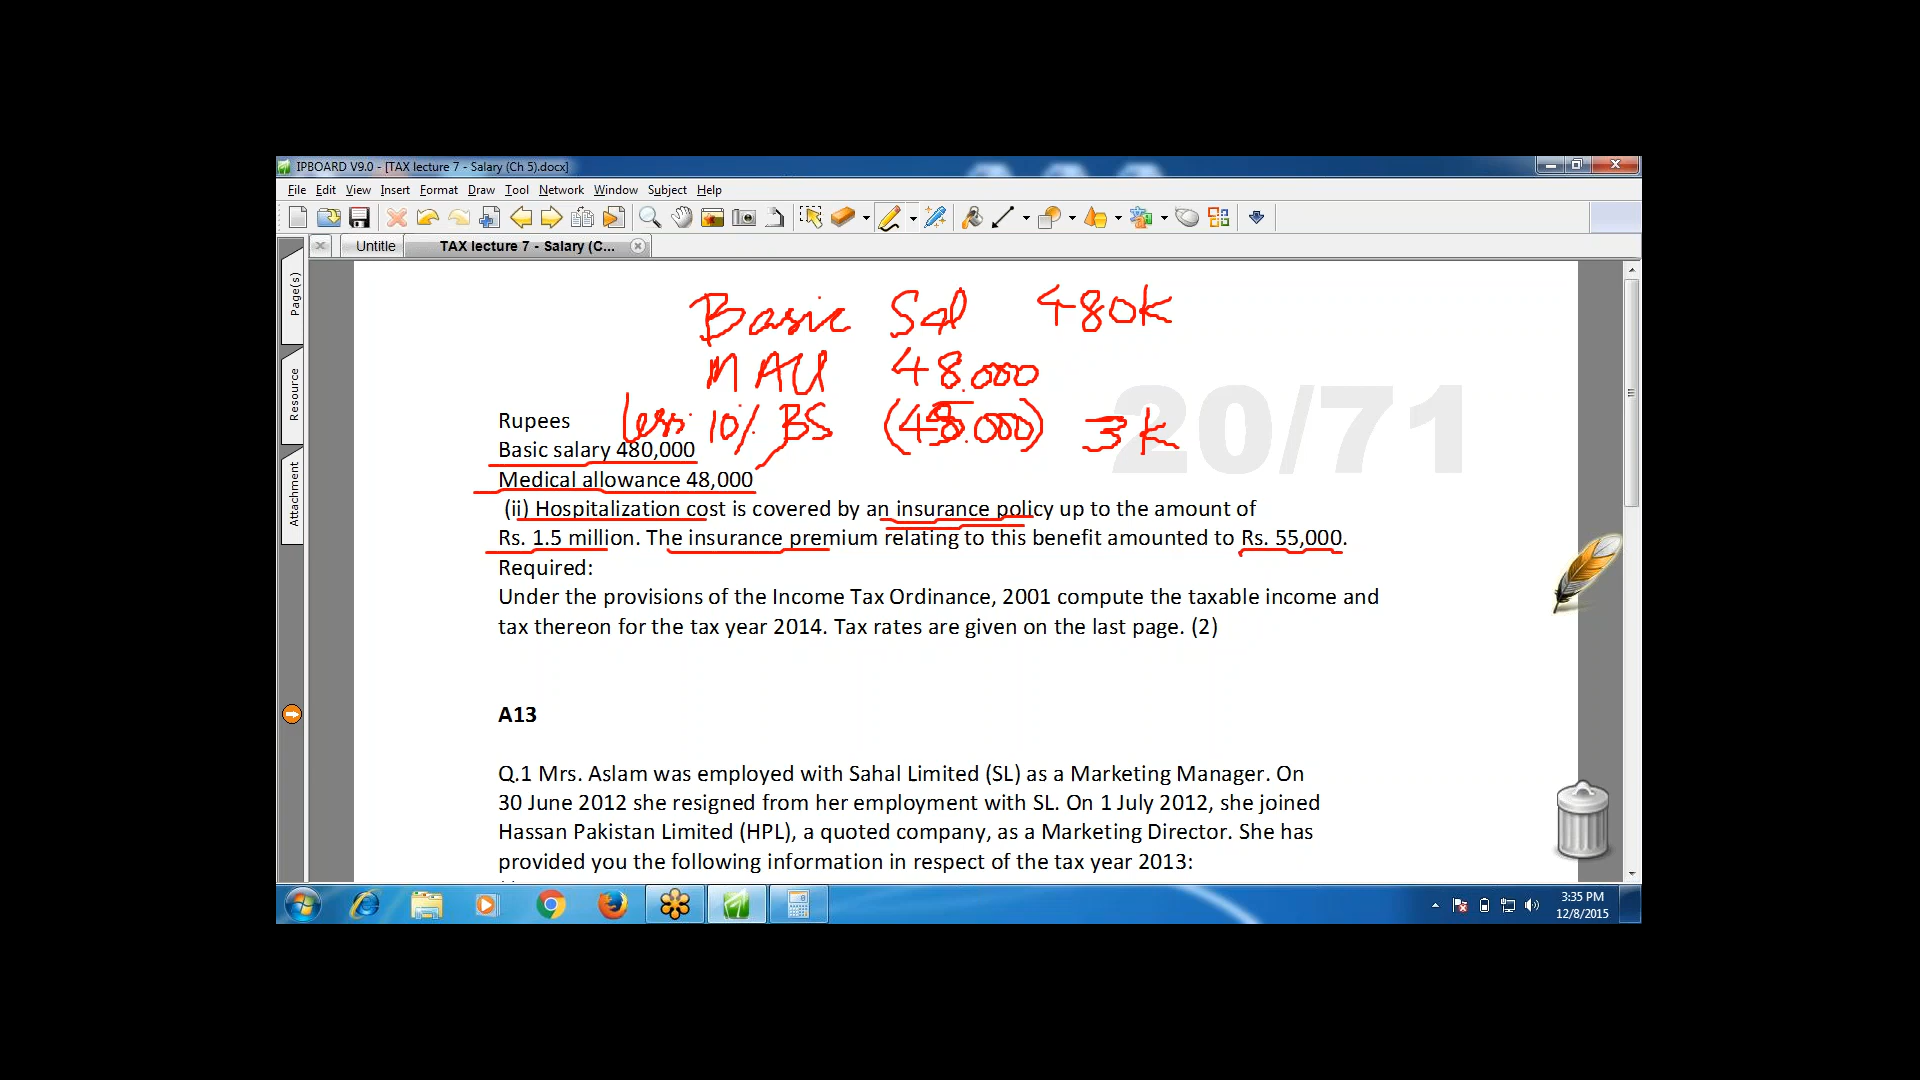 IPBOARD V9.0 - [TAX lecture 7 - Salary (Ch 5).docx]
File Edit View Insert Format Draw Tool Network Window Subject Help
Untitle TAX lecture 7 - Salary (C...
Page(s)
Resource
Attachment
Basic Sal 480K
M All 48.000
less 10% BS (48.000) 3K
20/71
Rupees
Basic salary 480,000
Medical allowance 48,000
(ii) Hospitalization cost is covered by an insurance policy up to the amount of
Rs. 1.5 million. The insurance premium relating to this benefit amounted to Rs. 55,000.
Required:
Under the provisions of the Income Tax Ordinance, 2001 compute the taxable income and
tax thereon for the tax year 2014. Tax rates are given on the last page. (2)
A13
Q.1 Mrs. Aslam was employed with Sahal Limited (SL) as a Marketing Manager. On
30 June 2012 she resigned from her employment with SL. On 1 July 2012, she joined
Hassan Pakistan Limited (HPL), a quoted company, as a Marketing Director. She has
provided you the following information in respect of the tax year 2013:
3:35 PM
12/8/2015